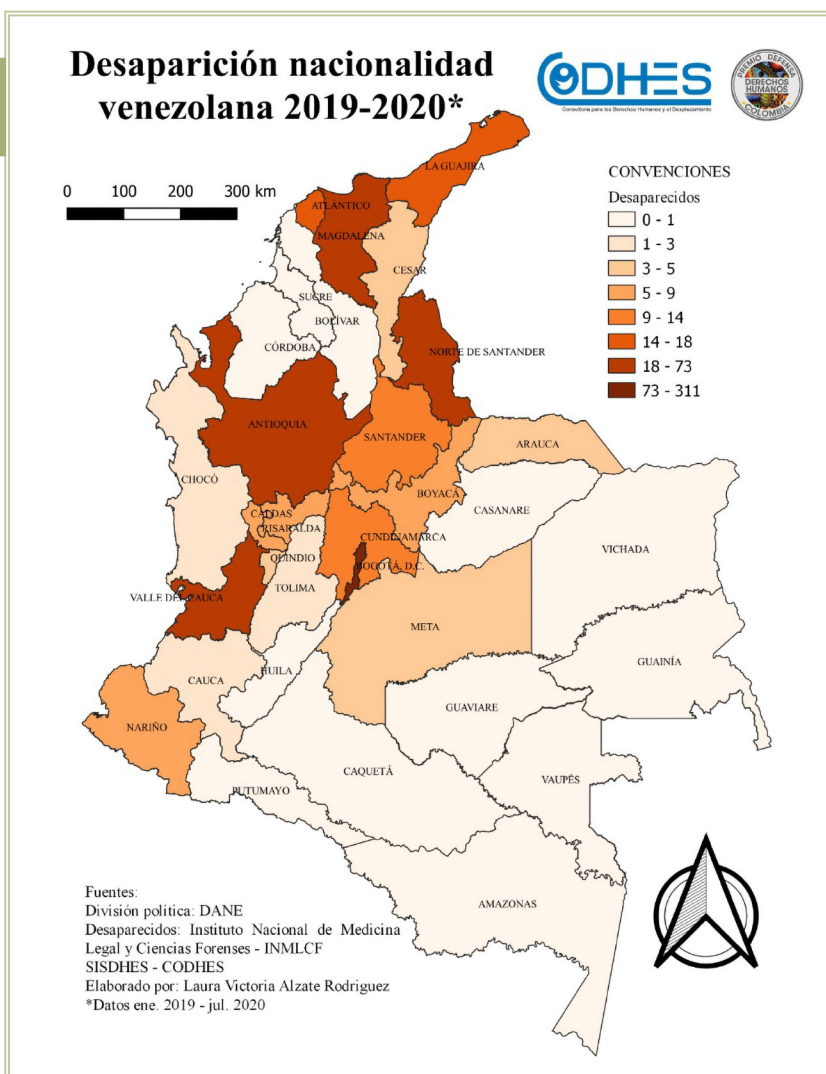 Desaparición nacionalidad
venezolana 2019-2020*
CODHES
Consultoría para los Derechos Humanos y el Desplazamiento
PREMIO DEFENSA
DERECHOS
HUMANOS
COLOMBIA
0 100 200 300 km
CONVENCIONES
Desaparecidos
0 - 1
1 - 3
3 - 5
5 - 9
9 - 14
14 - 18
18 - 73
73 - 311
LA GUAJIRA
ATLÁNTICO
MAGDALENA
CESAR
SUCRE
BOLÍVAR
CÓRDOBA
NORTE DE SANTANDER
ANTIOQUIA
SANTANDER
ARAUCA
CHOCÓ
BOYACÁ
CASANARE
CALDAS
RISARALDA
CUNDINAMARCA
VICHADA
QUINDIO
BOGOTÁ, D.C.
TOLIMA
VALLE DEL CAUCA
META
GUAINÍA
HUILA
CAUCA
GUAVIARE
NARIÑO
CAQUETÁ
VAUPÉS
PUTUMAYO
AMAZONAS
Fuentes:
División política: DANE
Desaparecidos: Instituto Nacional de Medicina
Legal y Ciencias Forenses - INMLCF
SISDHES - CODHES
Elaborado por: Laura Victoria Alzate Rodriguez
*Datos ene. 2019 - jul. 2020